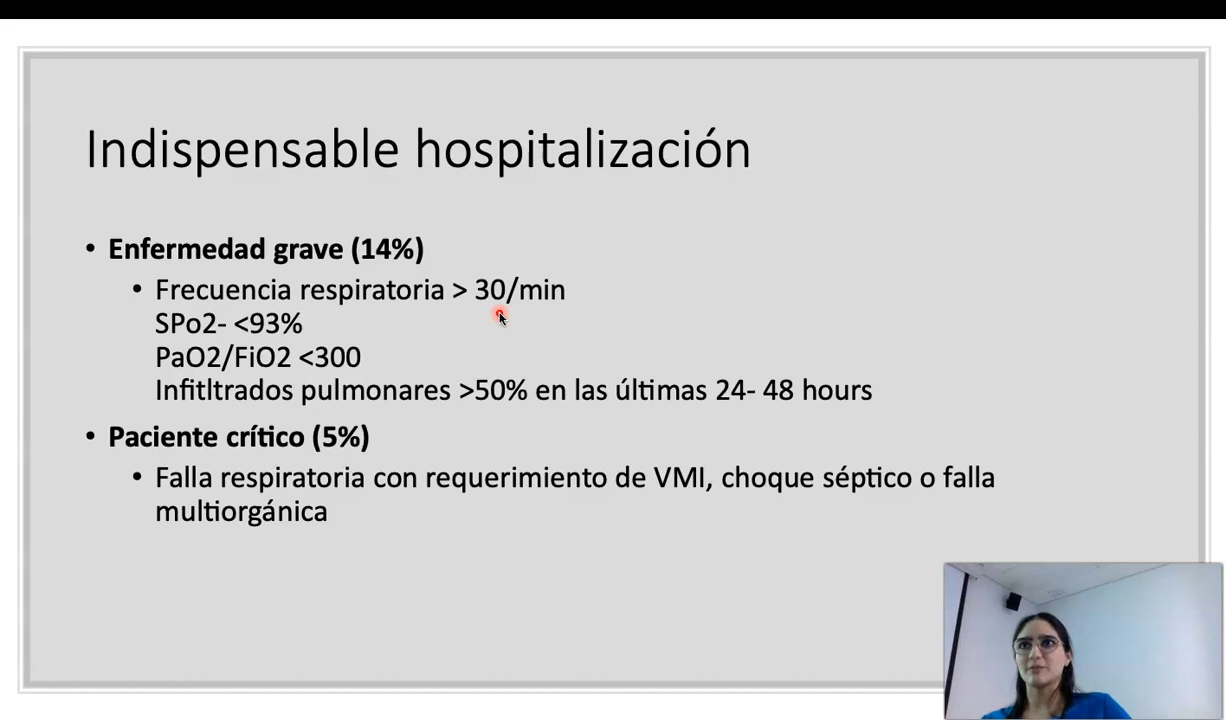 Indispensable hospitalización
• Enfermedad grave (14%)
• Frecuencia respiratoria > 30/min
SPo2- <93%
PaO2/FiO2 <300
Infitltrados pulmonares >50% en las últimas 24- 48 hours
• Paciente crítico (5%)
• Falla respiratoria con requerimiento de VMI, choque séptico o falla
multiorgánica